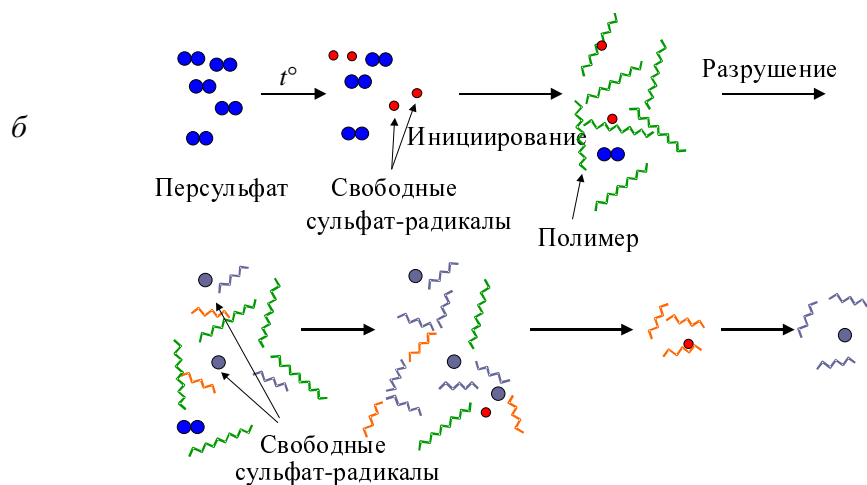 б
t°
Разрушение
Инициирование
Персульфат
Свободные
сульфат-радикалы
Полимер
Свободные
сульфат-радикалы